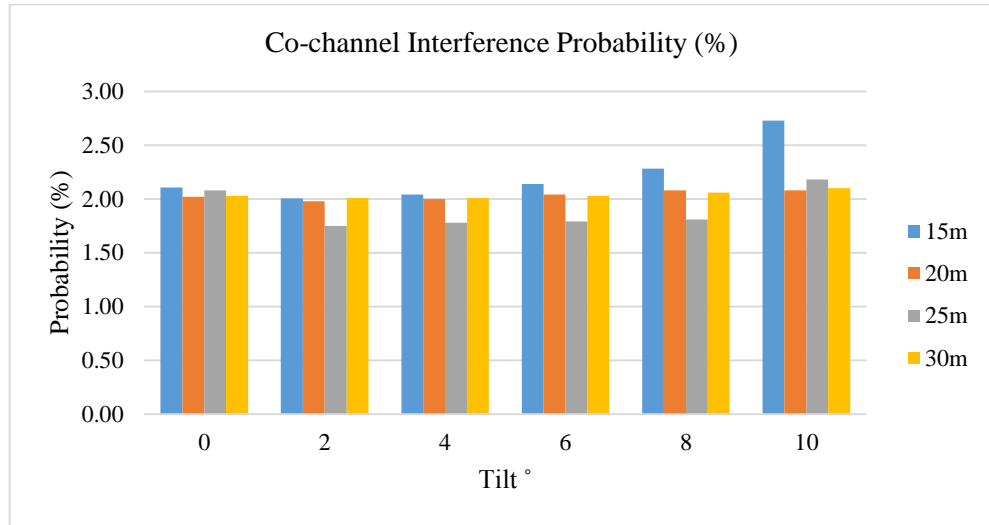 Co-channel Interference Probability (%)
3.00
2.50
2.00
1.50
1.00
0.50
0.00
Probability (%)
0 2 4 6 8 10
Tilt °
15m
20m
25m
30m